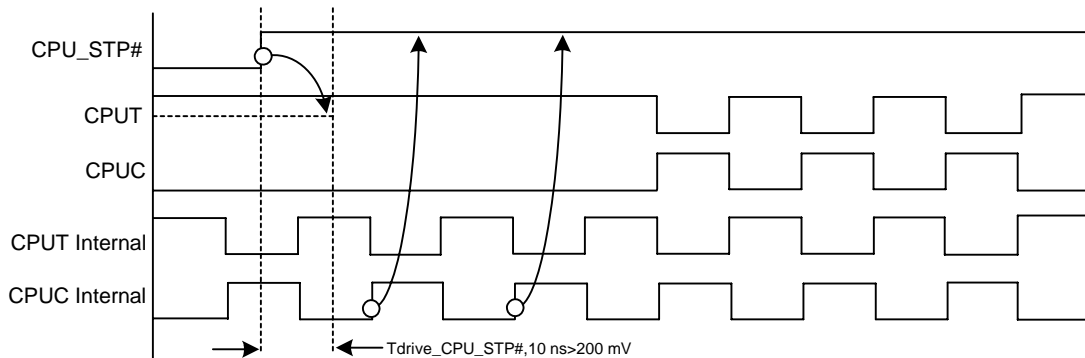 CPU_STP#
CPUT
CPUC
CPUT Internal
CPUC Internal
Tdrive_CPU_STP#,10 ns>200 mV